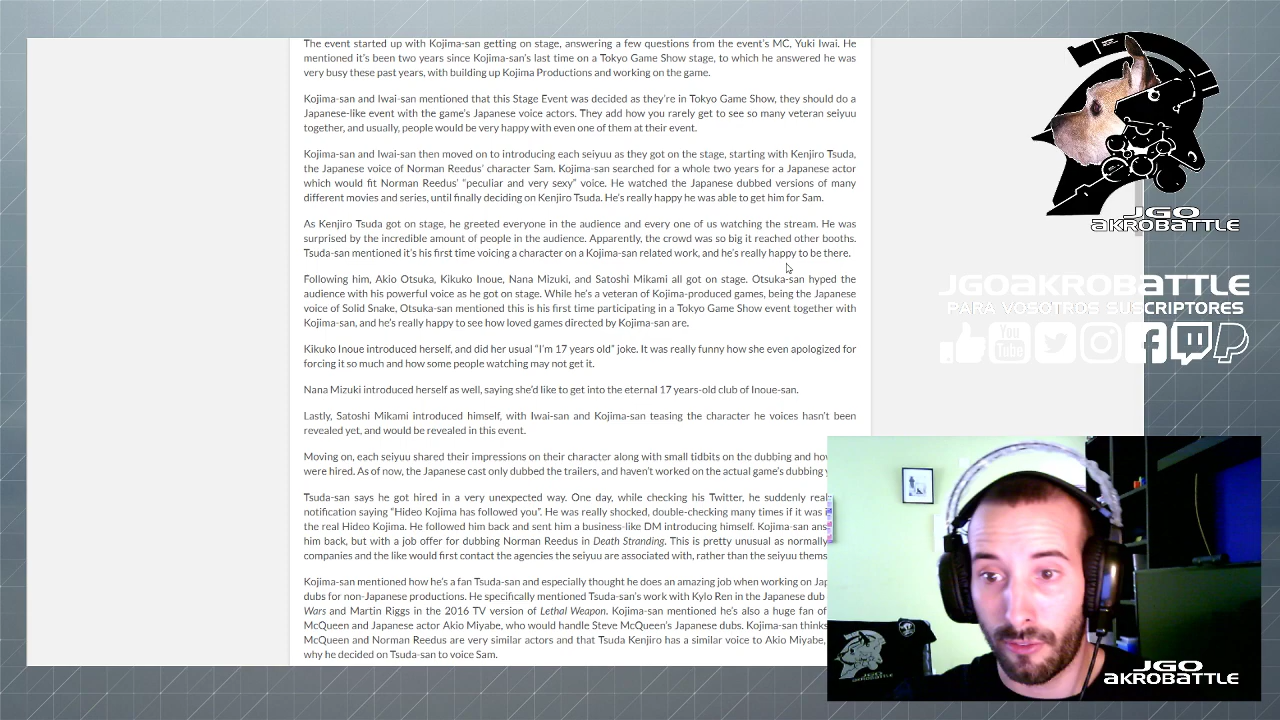 The event started up with Kojima-san getting on stage, answering a few questions from the event's MC, Yuki Iwai. He
mentioned it's been two years since Kojima-san's last time on a Tokyo Game Show stage, to which he answered he was
very busy these past years, with building up Kojima Productions and working on the game.
Kojima-san and Iwai-san mentioned that this Stage Event was decided as they're in Tokyo Game Show, they should do a
Japanese-like event with the game's Japanese voice actors. They add how you rarely get to see so many veteran seiyuu
together, and usually, people would be very happy with even one of them at their event.
Kojima-san and Iwai-san then moved on to introducing each seiyuu as they got on the stage, starting with Kenjiro Tsuda,
the Japanese voice of Norman Reedus' character Sam. Kojima-san searched for a whole two years for a Japanese actor
which would fit Norman Reedus' "peculiar and very sexy" voice. He watched the Japanese dubbed versions of many
different movies and series, until finally deciding on Kenjiro Tsuda. He's really happy he was able to get him for Sam.
As Kenjiro Tsuda got on stage, he greeted everyone in the audience and every one of us watching the stream. He was
surprised by the incredible amount of people in the audience. Apparently, the crowd was so big it reached other booths.
Tsuda-san mentioned it's his first time voicing a character on a Kojima-san related work, and he's really happy to be there.
Following him, Akio Otsuka, Kikuko Inoue, Nana Mizuki, and Satoshi Mikami all got on stage. Otsuka-san hyped the
audience with his powerful voice as he got on stage. While he's a veteran of Kojima-produced games, being the Japanese
voice of Solid Snake, Otsuka-san mentioned this is his first time participating in a Tokyo Game Show event together with
Kojima-san, and he's really happy to see how loved games directed by Kojima-san are.
Kikuko Inoue introduced herself, and did her usual "I'm 17 years old" joke. It was really funny how she even apologized for
forcing it so much and how some people watching may not get it.
Nana Mizuki introduced herself as well, saying she'd like to get into the eternal 17 years-old club of Inoue-san.
Lastly, Satoshi Mikami introduced himself, with Iwai-san and Kojima-san teasing the character he voices hasn't been
revealed yet, and would be revealed in this event.
Moving on, each seiyuu shared their impressions on their character along with small tidbits on the dubbing and
were hired. As of now, the Japanese cast only dubbed the trailers, and haven't worked on the actual game's dubbing
Tsuda-san says he got hired in a very unexpected way. One day, while checking his Twitter, he suddenly
notification saying "Hideo Kojima has followed you". He was really shocked, double-checking many times if it was
the real Hideo Kojima. He followed him back and sent him a business-like DM introducing himself. Kojima-san
him back, but with a job offer for dubbing Norman Reedus in Death Stranding. This is pretty unusual as normally
companies and the like would first contact the agencies the seiyuu are associated with, rather than the seiyuu
Kojima-san mentioned how he's a fan Tsuda-san and especially thought he does an amazing job when working on
dubs for non-Japanese productions. He specifically mentioned Tsuda-san's work with Kylo Ren in the Japanese dub
Wars and Martin Riggs in the 2016 TV version of Lethal Weapon. Kojima-san mentioned he's also a huge fan of
McQueen and Japanese actor Akio Miyabe, who would handle Steve McQueen's Japanese dubs. Kojima-san thinks
McQueen and Norman Reedus are very similar actors and that Tsuda Kenjiro has a similar voice to Akio Miyabe,
why he decided on Tsuda-san to voice Sam.
JGO
AKROBATTLE
JGOAKROBATTLE
PARA VOSOTROS SUSCRIPTORES
You
Tube
JGO
AKROBATTLE